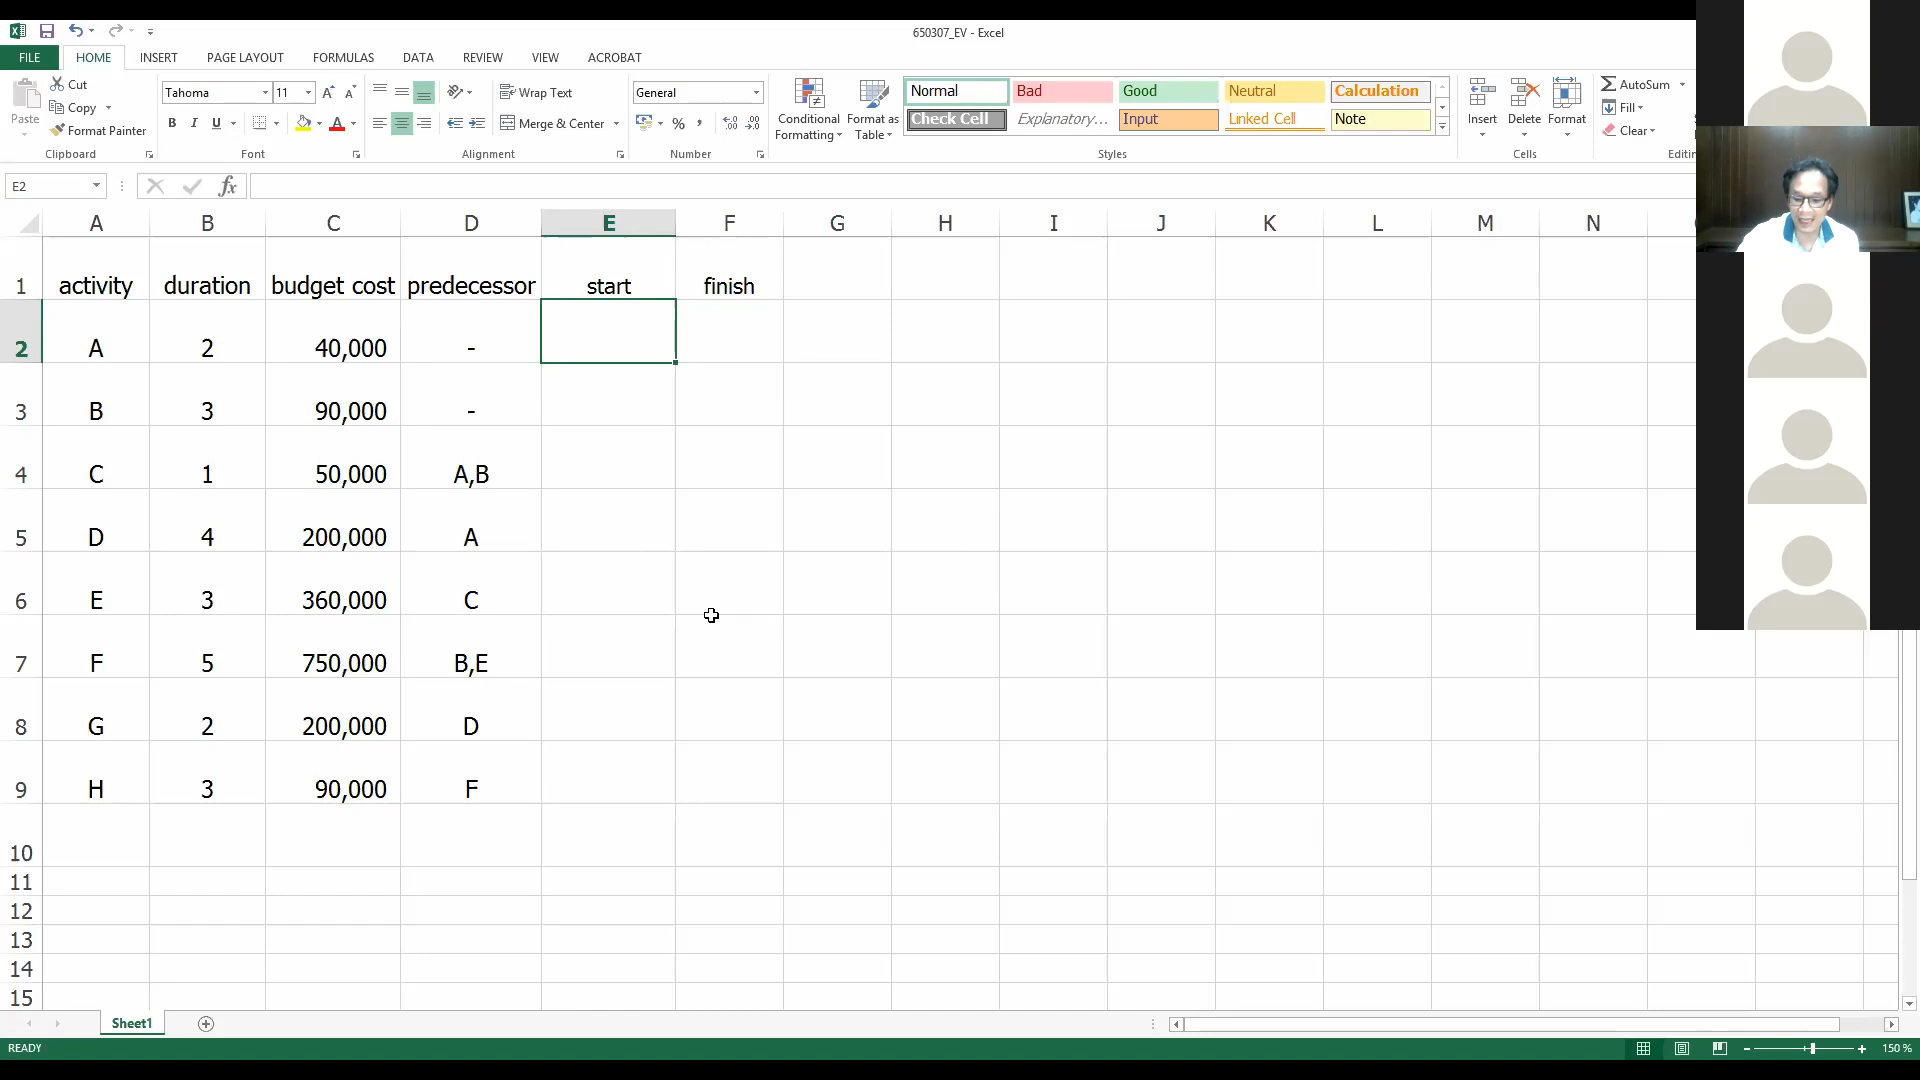 650307_EV - Excel
FILE HOME INSERT PAGE LAYOUT FORMULAS DATA REVIEW VIEW ACROBAT
Paste
Cut
Copy
Format Painter
Clipboard
Tahoma 11
B I U
Font
Wrap Text
Merge & Center
Alignment
General
%
Number
Conditional Formatting
Format as Table
Normal Bad Good Neutral Calculation
Check Cell Explanatory... Input Linked Cell Note
Styles
Insert Delete Format
Cells
AutoSum
Fill
Clear
Editin
E2
fx
A B C D E F G H I J K L M N
1 activity duration budget cost predecessor start finish
2 A 2 40,000 -
3 B 3 90,000 -
4 C 1 50,000 A,B
5 D 4 200,000 A
6 E 3 360,000 C
7 F 5 750,000 B,E
8 G 2 200,000 D
9 H 3 90,000 F
10
11
12
13
14
15
Sheet1
READY
150 %